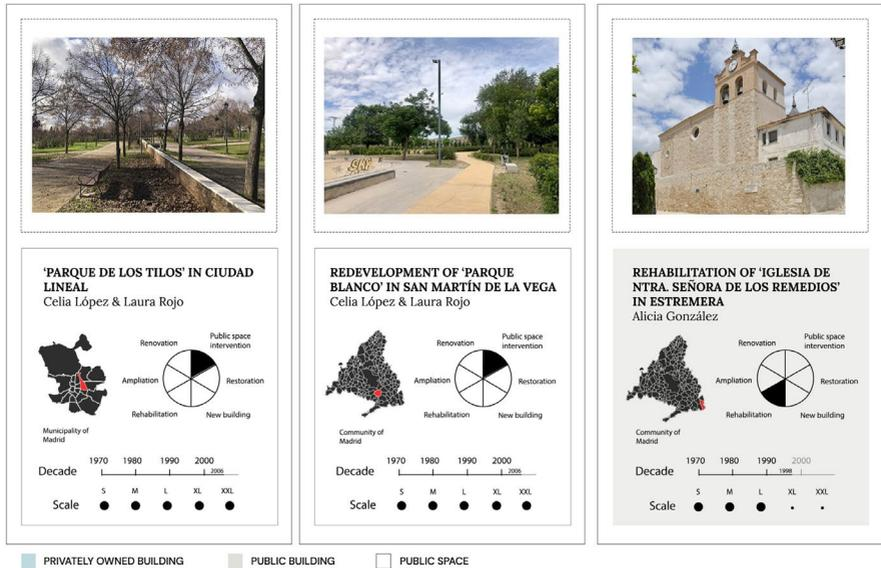 ‘PARQUE DE LOS TILOS’ IN CIUDAD
LINEAL
Celia López & Laura Rojo
Renovation
Public space
intervention
Ampliation
Restoration
Rehabilitation
New building
Municipality of
Madrid
Decade
1970 1980 1990 2000
2006
Scale
S M L XL XXL
REDEVELOPMENT OF ‘PARQUE
BLANCO’ IN SAN MARTÍN DE LA VEGA
Celia López & Laura Rojo
Renovation
Public space
intervention
Ampliation
Restoration
Rehabilitation
New building
Community of
Madrid
Decade
1970 1980 1990 2000
2006
Scale
S M L XL XXL
REHABILITATION OF ‘IGLESIA DE
NTRA. SEÑORA DE LOS REMEDIOS’
IN ESTREMERA
Alicia González
Renovation
Public space
intervention
Ampliation
Restoration
Rehabilitation
New building
Community of
Madrid
Decade
1970 1980 1990 2000
1998
Scale
S M L XL XXL
PRIVATELY OWNED BUILDING
PUBLIC BUILDING
PUBLIC SPACE